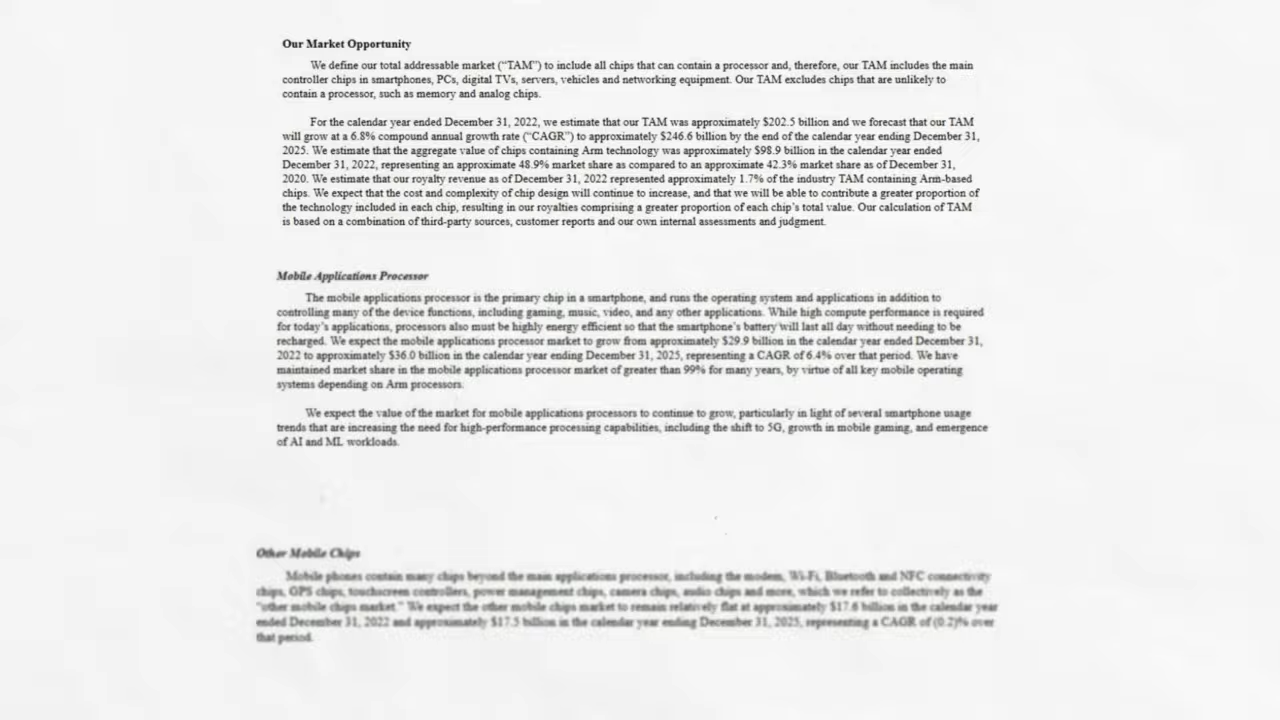 Our Market Opportunity
We define our total addressable market (“TAM”) to include all chips that can contain a processor and, therefore, our TAM includes the main
controller chips in smartphones, PCs, digital TVs, servers, vehicles and networking equipment. Our TAM excludes chips that are unlikely to
contain a processor, such as memory and analog chips.
For the calendar year ended December 31, 2022, we estimate that our TAM was approximately $202.5 billion and we forecast that our TAM
will grow at a 6.8% compound annual growth rate (“CAGR”) to approximately $246.6 billion by the end of the calendar year ending December 31,
2025. We estimate that the aggregate value of chips containing Arm technology was approximately $98.9 billion in the calendar year ended
December 31, 2022, representing an approximate 48.9% market share as compared to an approximate 42.3% market share as of December 31,
2020. We estimate that our royalty revenue as of December 31, 2022 represented approximately 1.7% of the industry TAM containing Arm-based
chips. We expect that the cost and complexity of chip design will continue to increase, and that we will be able to contribute a greater proportion of
the technology included in each chip, resulting in our royalties comprising a greater proportion of each chip’s total value. Our calculation of TAM
is based on a combination of third-party sources, customer reports and our own internal assessments and judgment.
Mobile Applications Processor
The mobile applications processor is the primary chip in a smartphone, and runs the operating system and applications in addition to
controlling many of the device functions, including gaming, music, video, and any other applications. While high compute performance is required
for today’s applications, processors also must be highly energy efficient so that the smartphone’s battery will last all day without needing to be
recharged. We expect the mobile applications processor market to grow from approximately $29.9 billion in the calendar year ended December 31,
2022 to approximately $36.0 billion in the calendar year ending December 31, 2025, representing a CAGR of 6.4% over that period. We have
maintained market share in the mobile applications processor market of greater than 99% for many years, by virtue of all key mobile operating
systems depending on Arm processors.
We expect the value of the market for mobile applications processors to continue to grow, particularly in light of several smartphone usage
trends that are increasing the need for high-performance processing capabilities, including the shift to 5G, growth in mobile gaming, and emergence
of AI and ML workloads.
Other Mobile Chips
Mobile phones contain many chips beyond the main applications processor, including the modem, Wi-Fi, Bluetooth and NFC connectivity
chips, GPS chips, touchscreen controllers, power management chips, camera chips, audio chips and more, which we refer to collectively as the
“other mobile chips market.” We expect the other mobile chips market to remain relatively flat at approximately $17.6 billion in the calendar year
ended December 31, 2022 and approximately $17.5 billion in the calendar year ending December 31, 2025, representing a CAGR of (0.2)% over
that period.